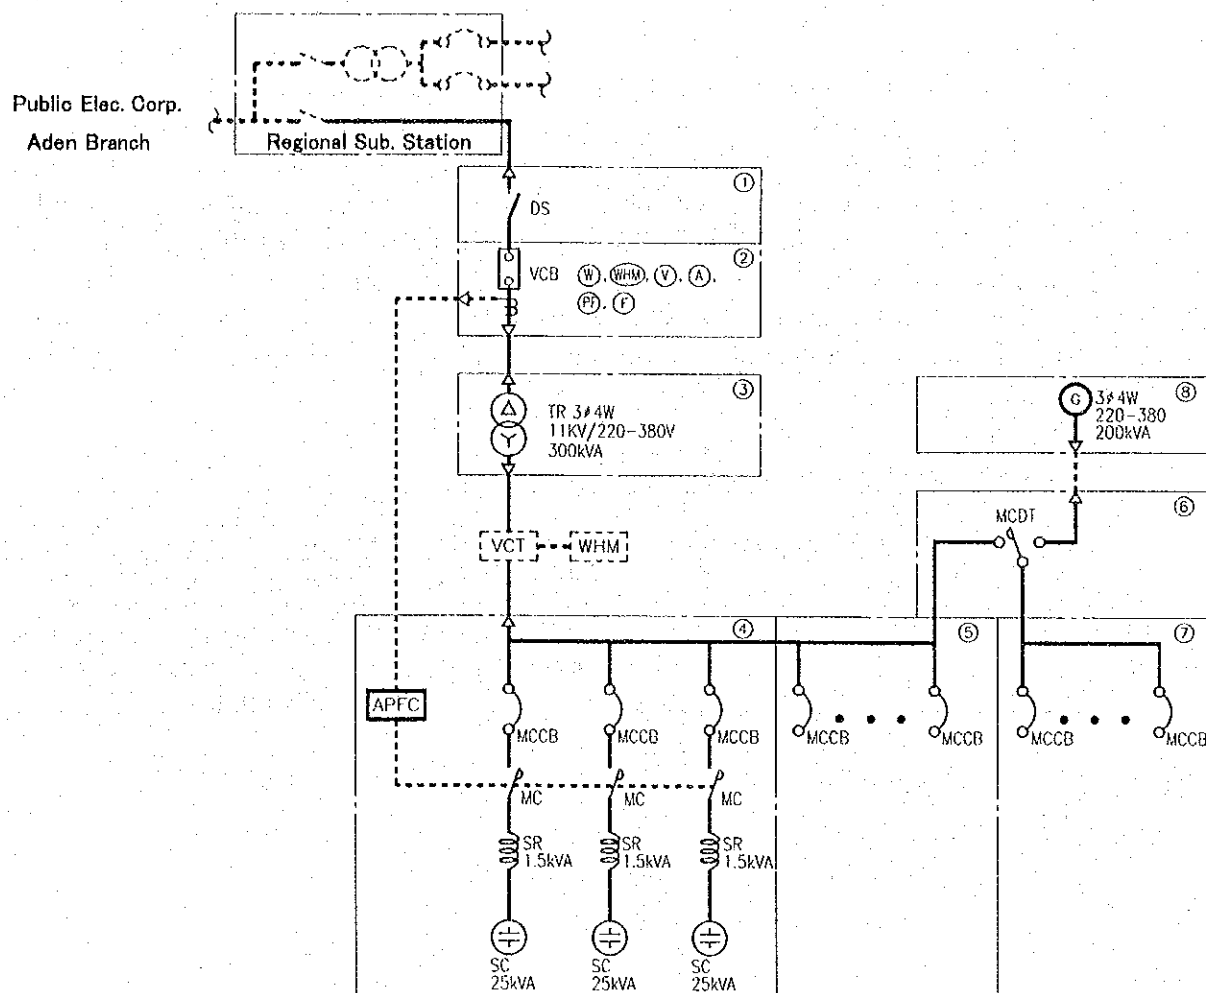 Public Elec. Corp.
Aden Branch
Regional Sub. Station
①
DS
②
VCB
W, WHM, V, A,
PF, F
③
TR 3φ4W
11KV/220-380V
300kVA
⑧
G
3φ4W
220-380
200kVA
VCT
WHM
⑥
MCDT
④
⑤
⑦
APFC
MCCB
MCCB
MCCB
MCCB
MCCB
MCCB
MCCB
MC
MC
MC
SR
1.5kVA
SR
1.5kVA
SR
1.5kVA
SC
25kVA
SC
25kVA
SC
25kVA